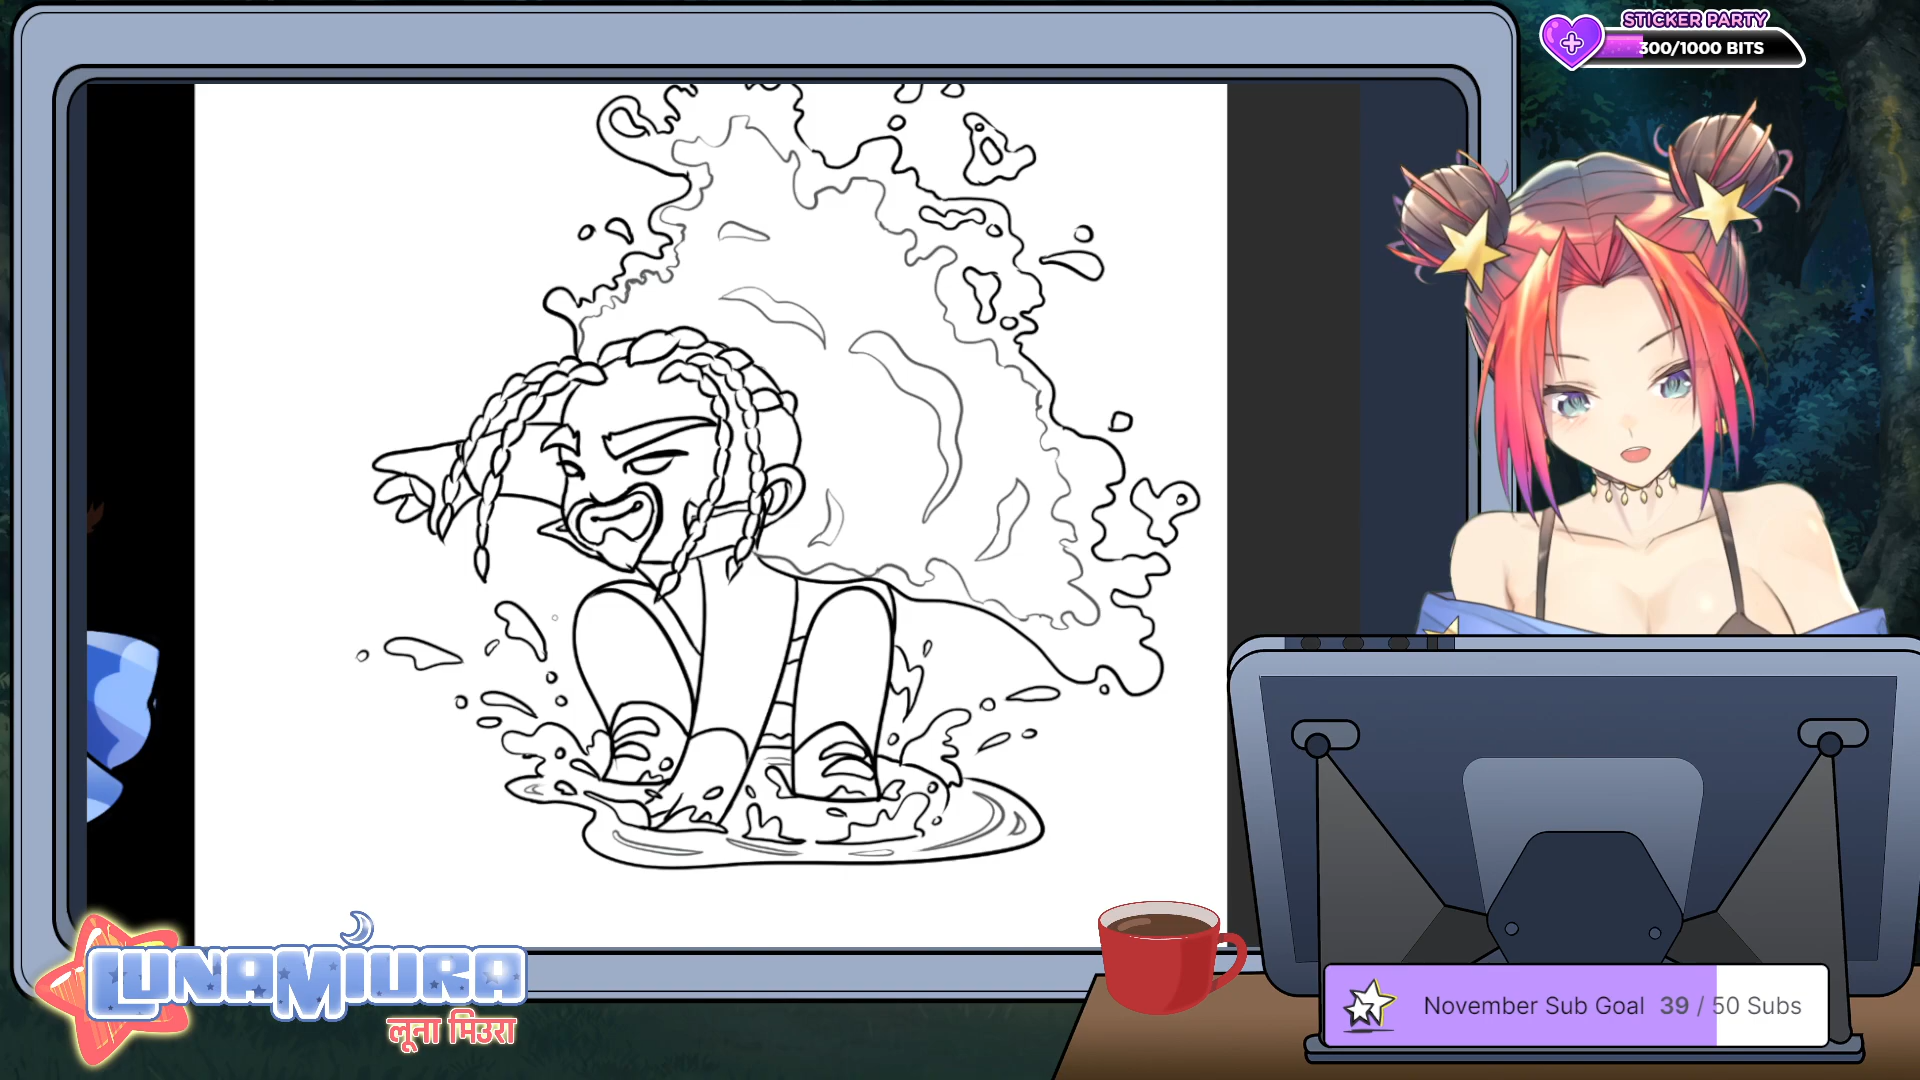 STICKER PARTY
300/1000 BITS
LUNAMIURA
लूना मिउरा
November Sub Goal 39 / 50 Subs